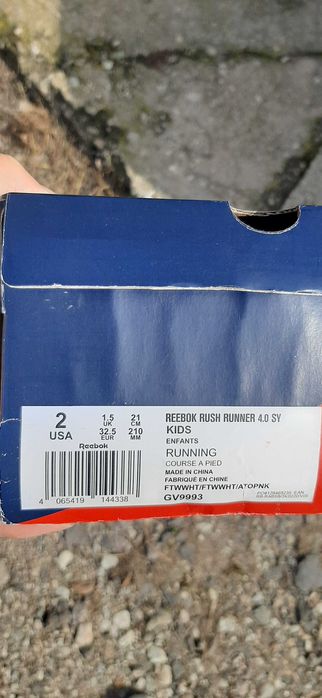 2
USA
1.5
UK
21
CM
32.5
EUR
210
MM
Reebok
4 065419 144338
REEBOK RUSH RUNNER 4.0 SY
KIDS
ENFANTS
RUNNING
COURSE A PIED
MADE IN CHINA
FABRIQUÉ EN CHINE
FTWWHT/FTWWHT/ATOPNK
GV9993